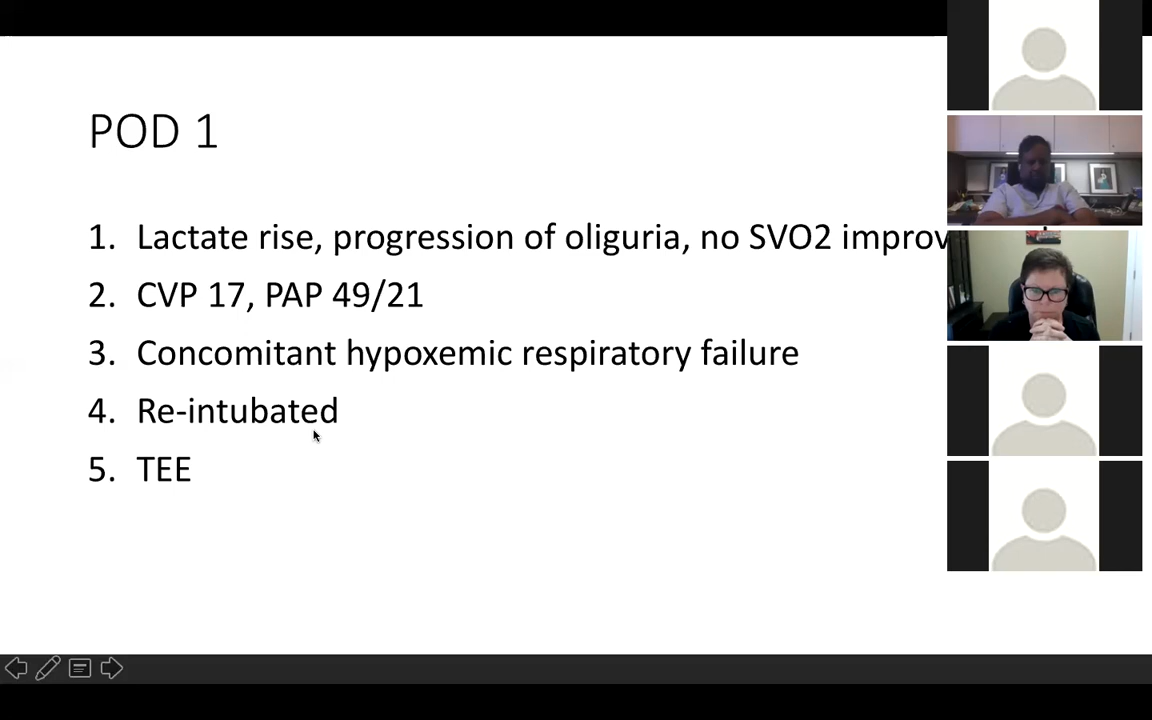 POD 1
1. Lactate rise, progression of oliguria, no SVO2 improv
2. CVP 17, PAP 49/21
3. Concomitant hypoxemic respiratory failure
4. Re-intubated
5. TEE